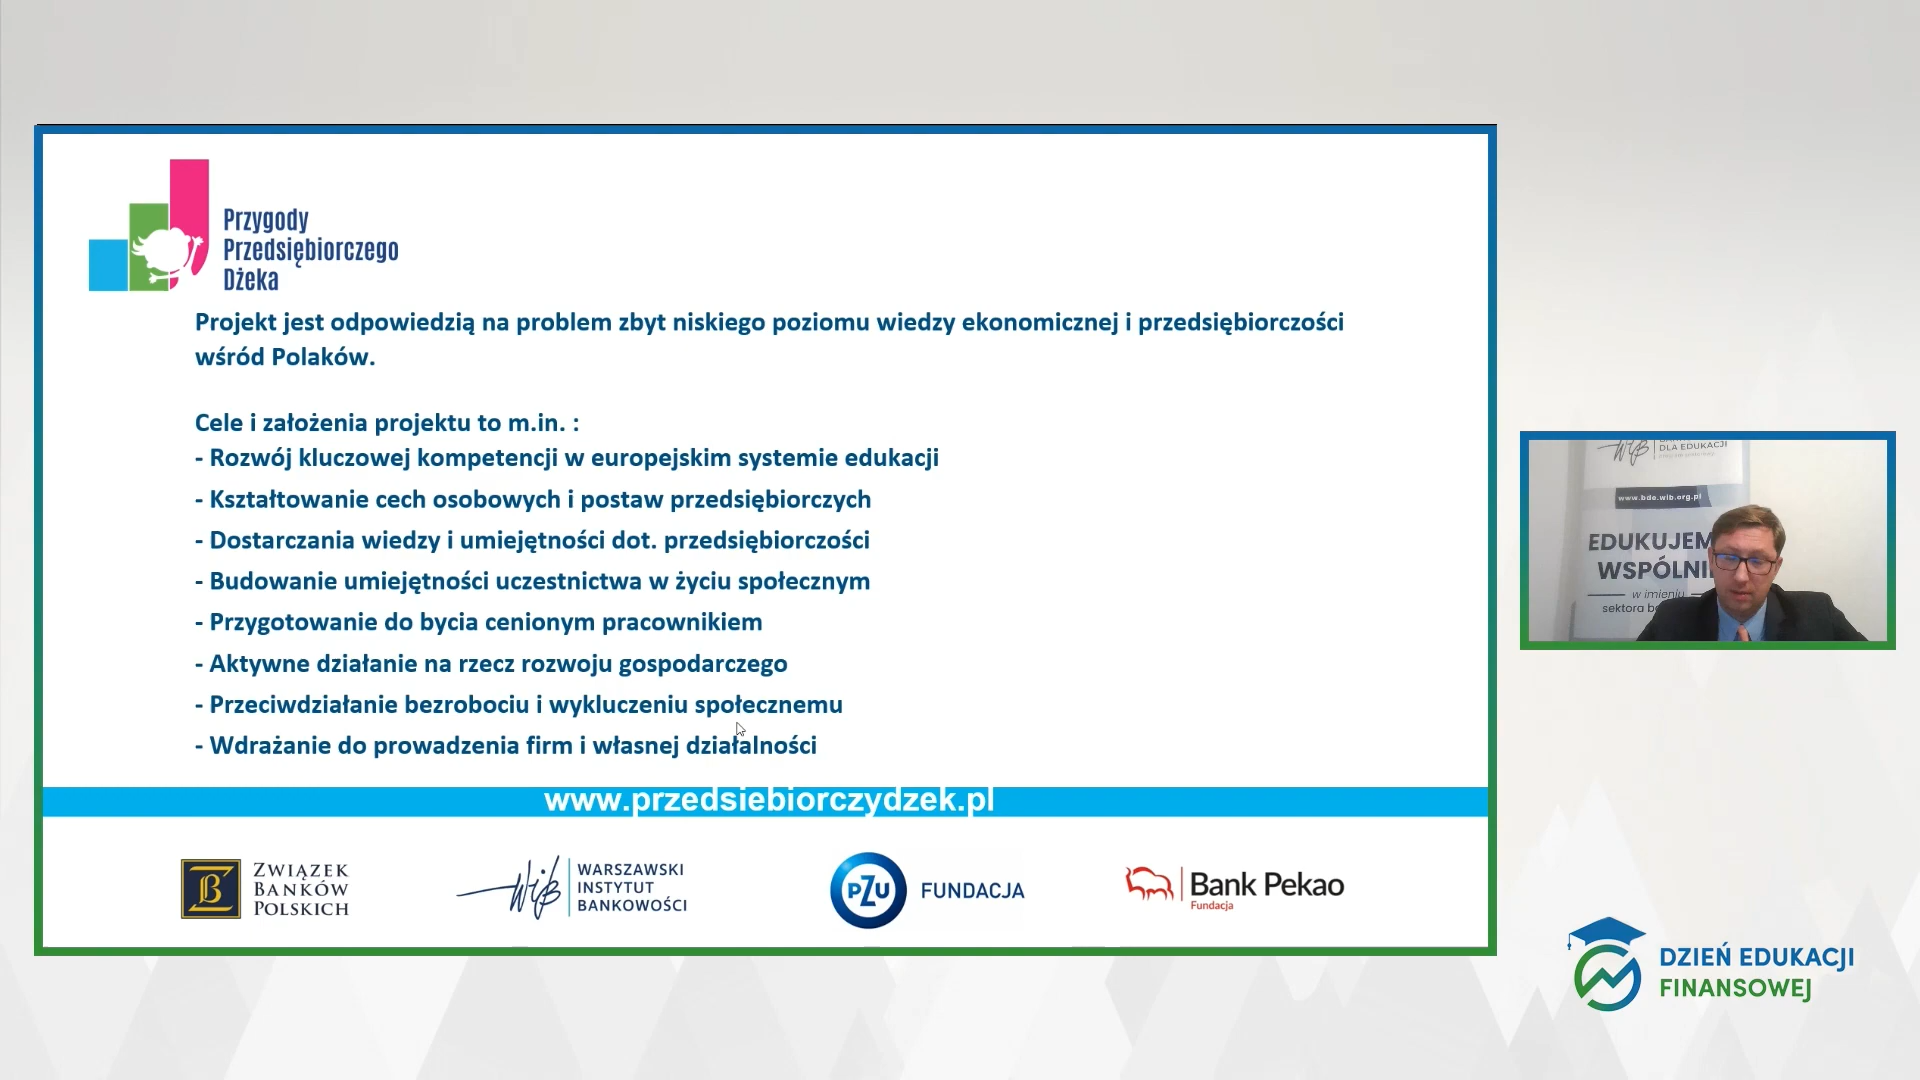 Przygody
Przedsiębiorczego
Dżeka
Projekt jest odpowiedzią na problem zbyt niskiego poziomu wiedzy ekonomicznej i przedsiębiorczości
wśród Polaków.
Cele i założenia projektu to m.in. :
- Rozwój kluczowej kompetencji w europejskim systemie edukacji
- Kształtowanie cech osobowych i postaw przedsiębiorczych
- Dostarczania wiedzy i umiejętności dot. przedsiębiorczości
- Budowanie umiejętności uczestnictwa w życiu społecznym
- Przygotowanie do bycia cenionym pracownikiem
- Aktywne działanie na rzecz rozwoju gospodarczego
- Przeciwdziałanie bezrobociu i wykluczeniu społecznemu
- Wdrażanie do prowadzenia firm i własnej działalności
www.przedsiebiorczydzek.pl
B ZWIĄZEK
BANKÓW
POLSKICH
WiB WARSZAWSKI
INSTYTUT
BANKOWOŚCI
PZU FUNDACJA
Bank Pekao
Fundacja
WiB
DLA EDUKACJI
www.bde.wib.org.pl
EDUKUJEM
WSPÓLNI
w imieniu
sektora
DZIEŃ EDUKACJI
FINANSOWEJ